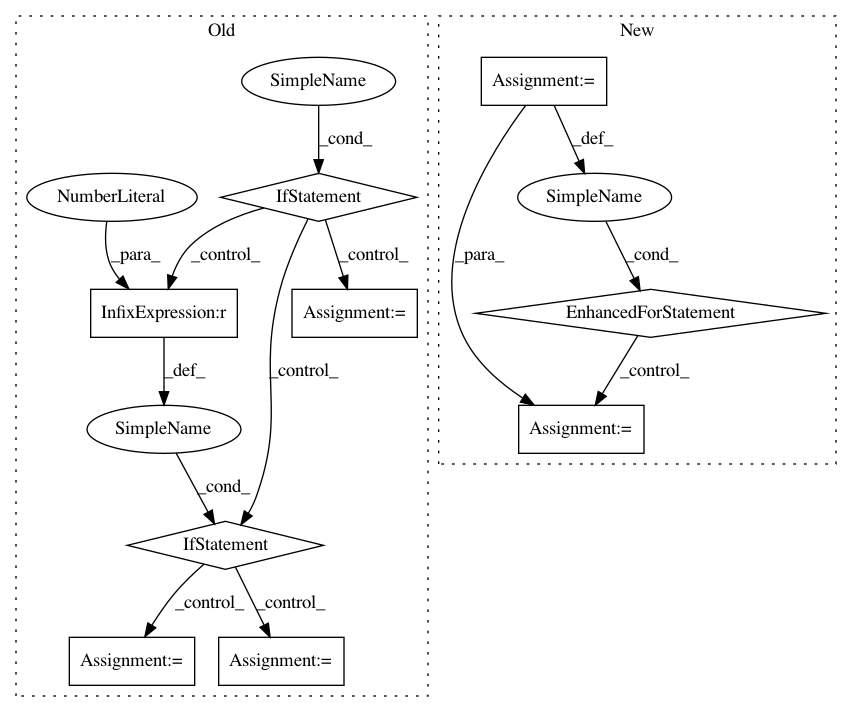 Old
New
SimpleName
Assignment:=
_cond_
_def_
NumberLiteral
IfStatement
SimpleName
_para_
_control_
_control_
_para_
_cond_
InfixExpression:r
Assignment:=
EnhancedForStatement
_def_
_control_
_control_
SimpleName
Assignment:=
_cond_
IfStatement
_control_
_control_
Assignment:=
Assignment:=